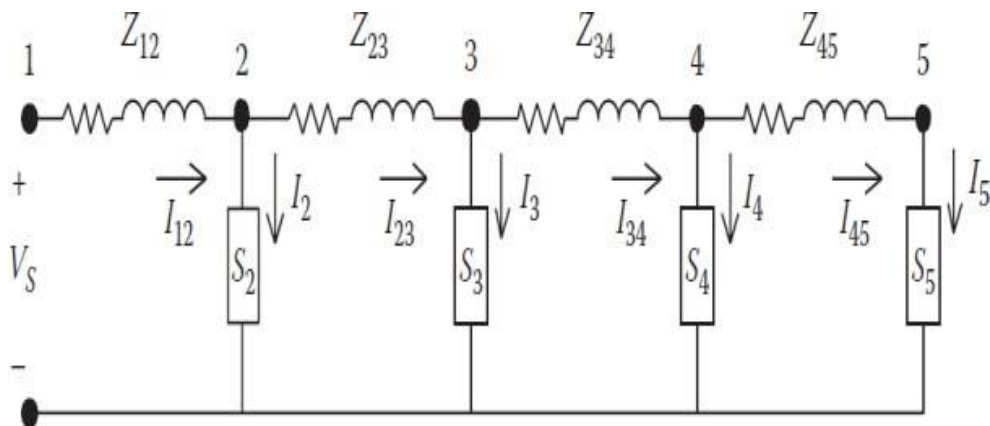 Z12 Z23 Z34 Z45
1 2 3 4 5
+ I2 I3 I4 I5
I12 I23 I34 I45
VS S2 S3 S4 S5
–